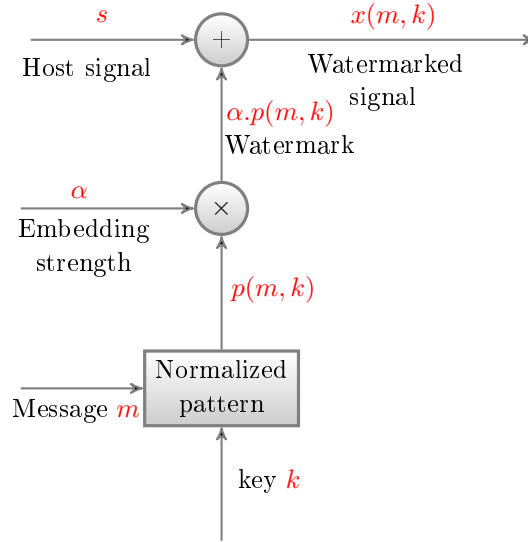 s
x(m, k)
+
Host signal
Watermarked
signal
α.p(m, k)
Watermark
α
×
Embedding
strength
p(m, k)
Normalized
pattern
Message m
key k